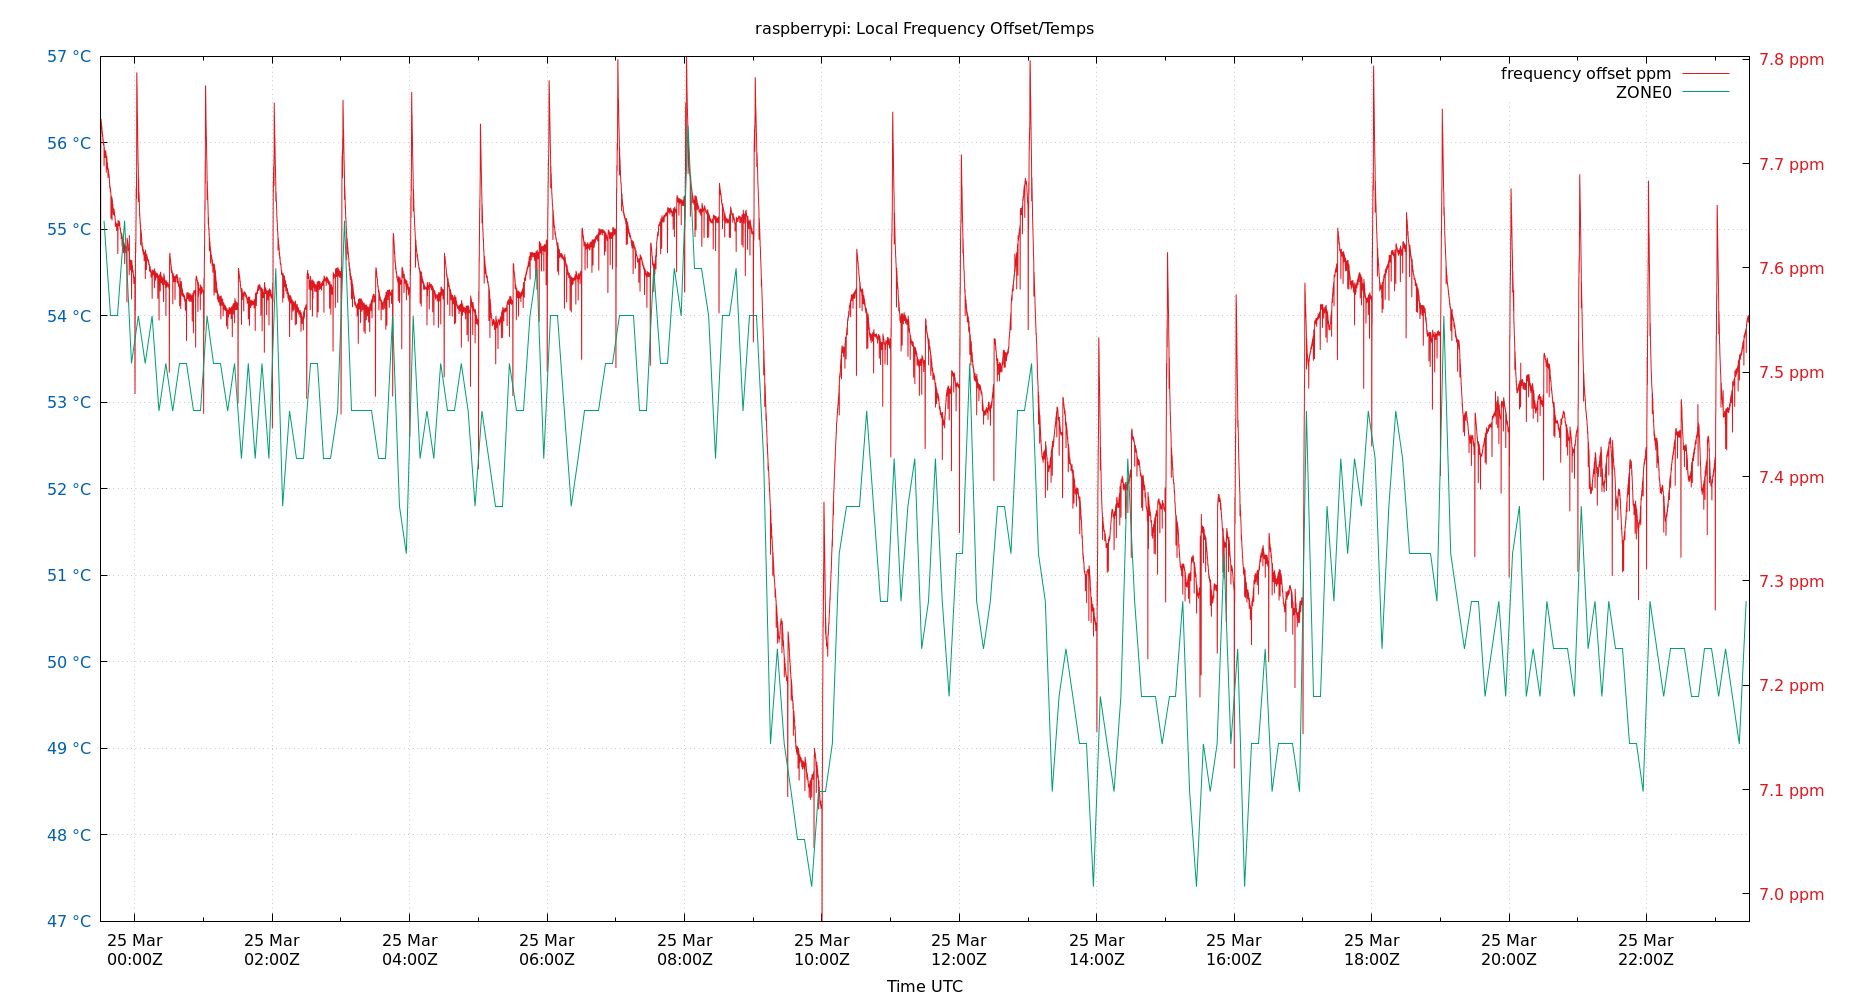 raspberrypi: Local Frequency Offset/Temps
57 °C
56 °C
55 °C
54 °C
53 °C
52 °C
51 °C
50 °C
49 °C
48 °C
47 °C
7.8 ppm
7.7 ppm
7.6 ppm
7.5 ppm
7.4 ppm
7.3 ppm
7.2 ppm
7.1 ppm
7.0 ppm
frequency offset ppm
ZONE0
25 Mar 25 Mar 25 Mar 25 Mar 25 Mar 25 Mar 25 Mar 25 Mar 25 Mar 25 Mar 25 Mar 25 Mar
00:00Z 02:00Z 04:00Z 06:00Z 08:00Z 10:00Z 12:00Z 14:00Z 16:00Z 18:00Z 20:00Z 22:00Z
Time UTC